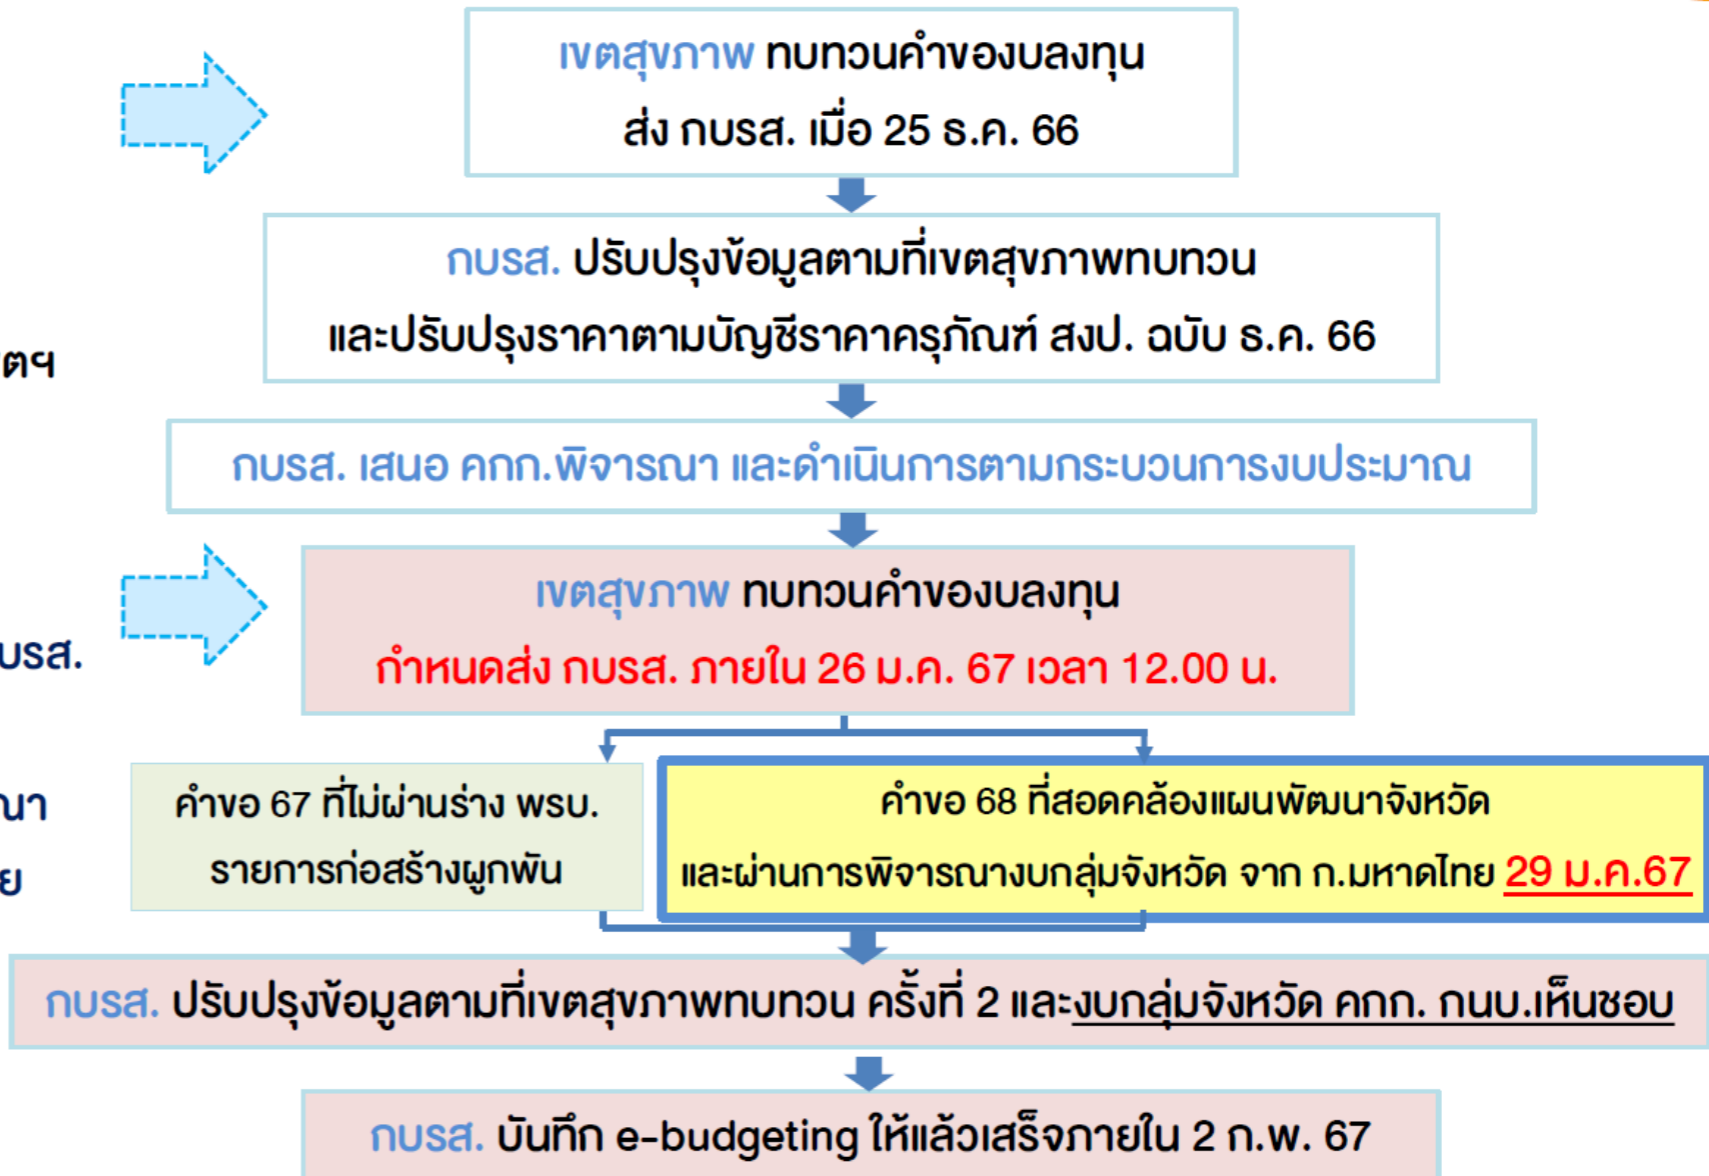 เขตสุขภาพ ทบทวนคำของบลงทุน
ส่ง กบรส. เมื่อ 25 ธ.ค. 66
กบรส. ปรับปรุงข้อมูลตามที่เขตสุขภาพทบทวน
และปรับปรุงราคาตามบัญชีราคาครุภัณฑ์ สงป. ฉบับ ธ.ค. 66
ตฯ
กบรส. เสนอ คกก.พิจารณา และดำเนินการตามกระบวนการงบประมาณ
เขตสุขภาพ ทบทวนคำของบลงทุน
บรส.
กำหนดส่ง กบรส. ภายใน 26 ม.ค. 67 เวลา 12.00 น.
ณา
ย
คำขอ 67 ที่ไม่ผ่านร่าง พรบ.
รายการก่อสร้างผูกพัน
คำขอ 68 ที่สอดคล้องแผนพัฒนาจังหวัด
และผ่านการพิจารณางบกลุ่มจังหวัด จาก ก.มหาดไทย 29 ม.ค.67
กบรส. ปรับปรุงข้อมูลตามที่เขตสุขภาพทบทวน ครั้งที่ 2 และงบกลุ่มจังหวัด คกก. กนบ.เห็นชอบ
กบรส. บันทึก e-budgeting ให้แล้วเสร็จภายใน 2 ก.พ. 67